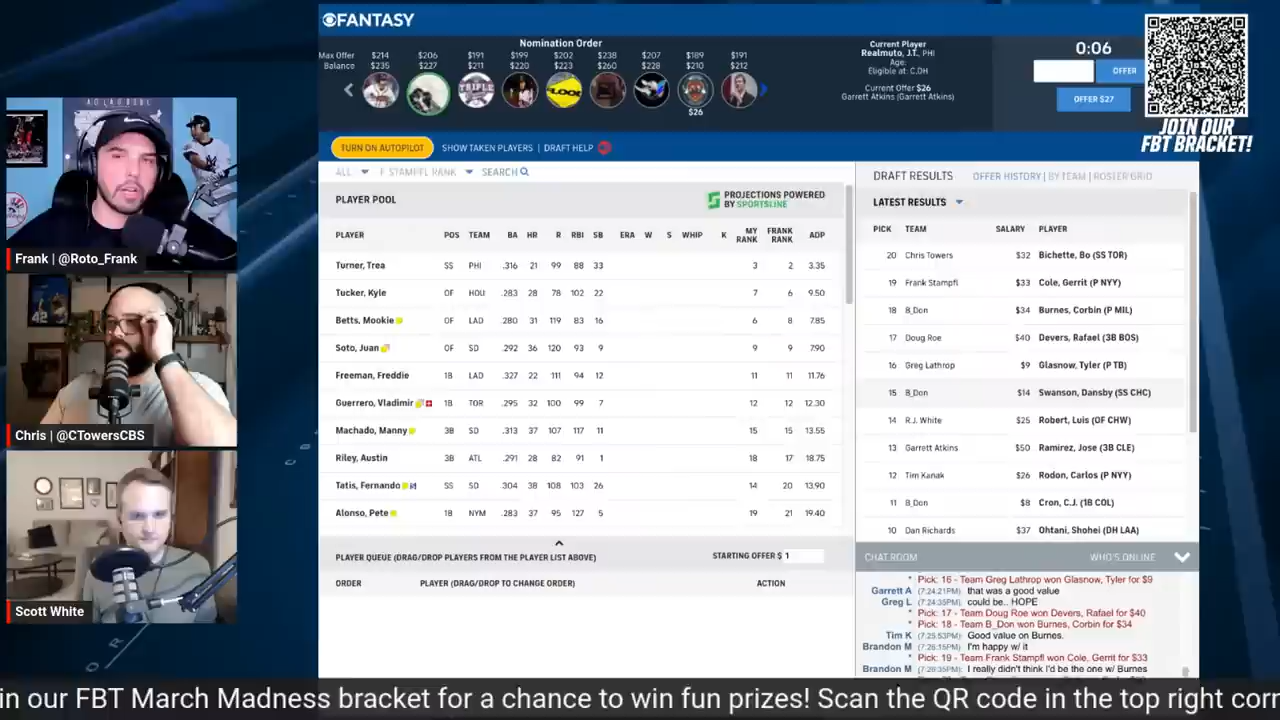 FANTASY
Nomination Order
Max Offer $214 $206 $191 $199 $202 $238 $207 $189 $191
Balance $235 $227 $211 $220 $223 $260 $228 $210 $212
$26
Current Player
Realmuto, J.T., PHI
Age:
Eligible at: C,DH
Current Offer $26
Garrett Atkins (Garrett Atkins)
0:06
OFFER
OFFER $27
JOIN OUR
FBT BRACKET!
TURN ON AUTOPILOT SHOW TAKEN PLAYERS | DRAFT HELP
ALL F STAMPFL RANK SEARCH
PLAYER POOL
PROJECTIONS POWERED
BY SPORTSLINE
PLAYER POS TEAM BA HR R RBI SB ERA W S WHIP K MY RANK FRANK RANK ADP
Turner, Trea SS PHI .316 21 99 88 33 3 2 3.35
Tucker, Kyle OF HOU .283 28 78 102 22 7 6 9.50
Betts, Mookie OF LAD .280 31 119 83 16 6 8 7.85
Soto, Juan OF SD .292 36 120 93 9 9 9 7.90
Freeman, Freddie 1B LAD .327 22 111 94 12 11 11 11.76
Guerrero, Vladimir 1B TOR .295 32 100 99 7 12 12 12.30
Machado, Manny 3B SD .313 37 107 117 11 15 15 13.55
Riley, Austin 3B ATL .291 28 82 91 1 18 17 18.75
Tatis, Fernando SS SD .304 38 108 103 26 14 20 13.90
Alonso, Pete 1B NYM .283 37 95 127 5 19 21 19.40
PLAYER QUEUE (DRAG/DROP PLAYERS FROM THE PLAYER LIST ABOVE) STARTING OFFER $ 1
ORDER PLAYER (DRAG/DROP TO CHANGE ORDER) ACTION
DRAFT RESULTS OFFER HISTORY | BY TEAM | ROSTER GRID
LATEST RESULTS
PICK TEAM SALARY PLAYER
20 Chris Towers $32 Bichette, Bo (SS TOR)
19 Frank Stampfl $33 Cole, Gerrit (P NYY)
18 B_Don $34 Burnes, Corbin (P MIL)
17 Doug Roe $40 Devers, Rafael (3B BOS)
16 Greg Lathrop $9 Glasnow, Tyler (P TB)
15 B_Don $14 Swanson, Dansby (SS CHC)
14 R.J. White $25 Robert, Luis (OF CHW)
13 Garrett Atkins $50 Ramirez, Jose (3B CLE)
12 Tim Kanak $26 Rodon, Carlos (P NYY)
11 B_Don $8 Cron, C.J. (1B COL)
10 Dan Richards $37 Ohtani, Shohei (DH LAA)
CHAT ROOM WHO'S ONLINE
* Pick: 16 - Team Greg Lathrop won Glasnow, Tyler for $9
Garrett A (7:24:21PM): that was a good value
Greg L (7:24:35PM): could be.. HOPE
* Pick: 17 - Team Doug Roe won Devers, Rafael for $40
* Pick: 18 - Team B_Don won Burnes, Corbin for $34
Tim K (7:25:53PM): Good value on Burnes.
Brandon M (7:26:15PM): I'm happy w/ it
* Pick: 19 - Team Frank Stampfl won Cole, Gerrit for $33
Brandon M (7:26:35PM): I really didn't think I'd be the one w/ Burnes
Frank | @Roto_Frank
Chris | @CTowersCBS
Scott White
in our FBT March Madness bracket for a chance to win fun prizes! Scan the QR code in the top right corr